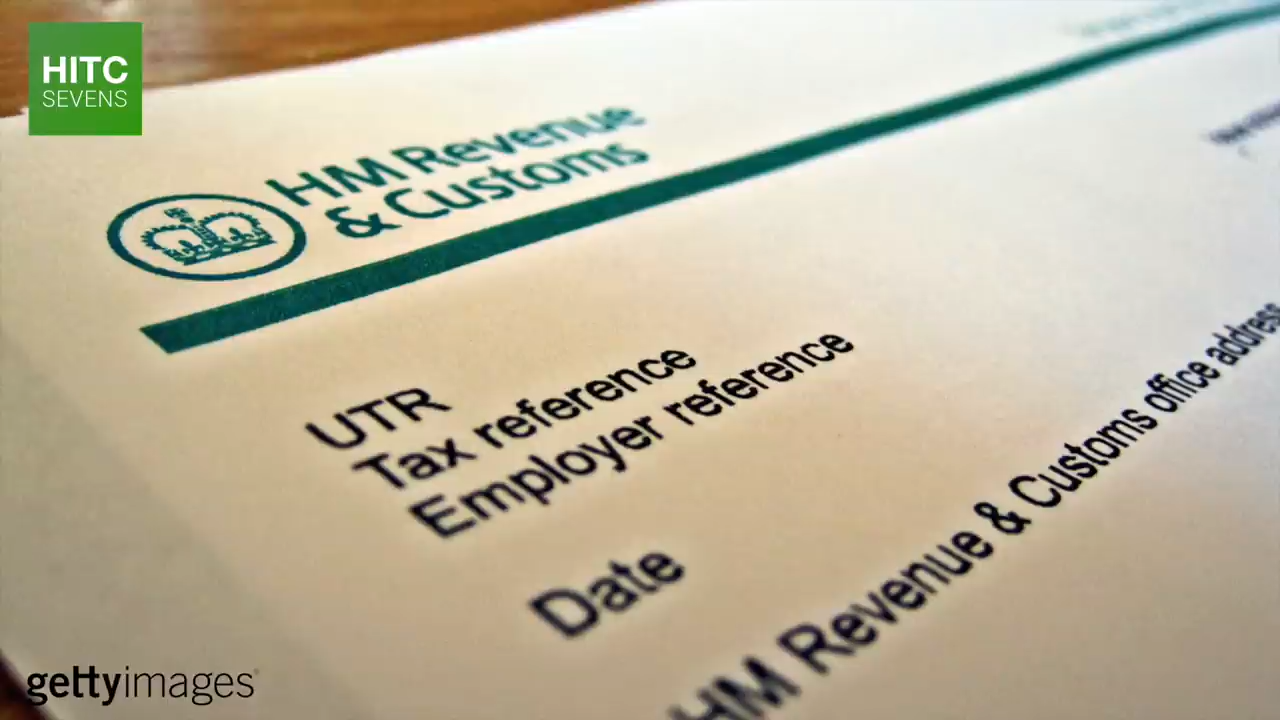 HITC
SEVENS
HM Revenue
& Customs
UTR
Tax reference
Employer reference
Date
HM Revenue & Customs office address
gettyimages